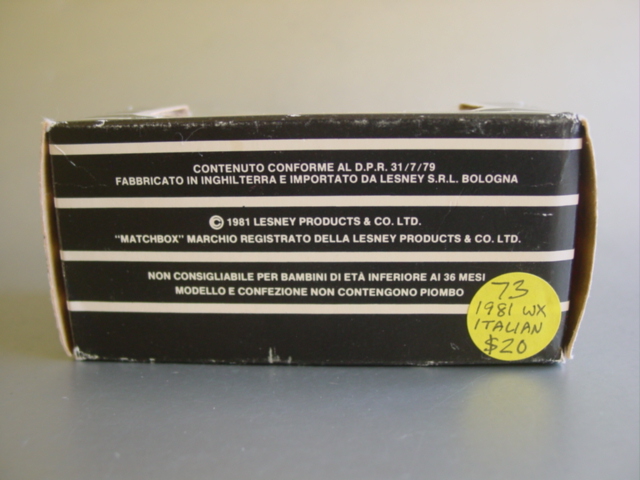 CONTENUTO CONFORME AL D.P.R. 31/7/79
FABBRICATO IN INGHILTERRA E IMPORTATO DA LESNEY S.R.L. BOLOGNA
© 1981 LESNEY PRODUCTS & CO. LTD.
"MATCHBOX" MARCHIO REGISTRATO DELLA LESNEY PRODUCTS & CO. LTD.
NON CONSIGLIABILE PER BAMBINI DI ETÀ INFERIORE AI 36 MESI
MODELLO E CONFEZIONE NON CONTENGONO PIOMBO
73
1981 WX
ITALIAN
$20